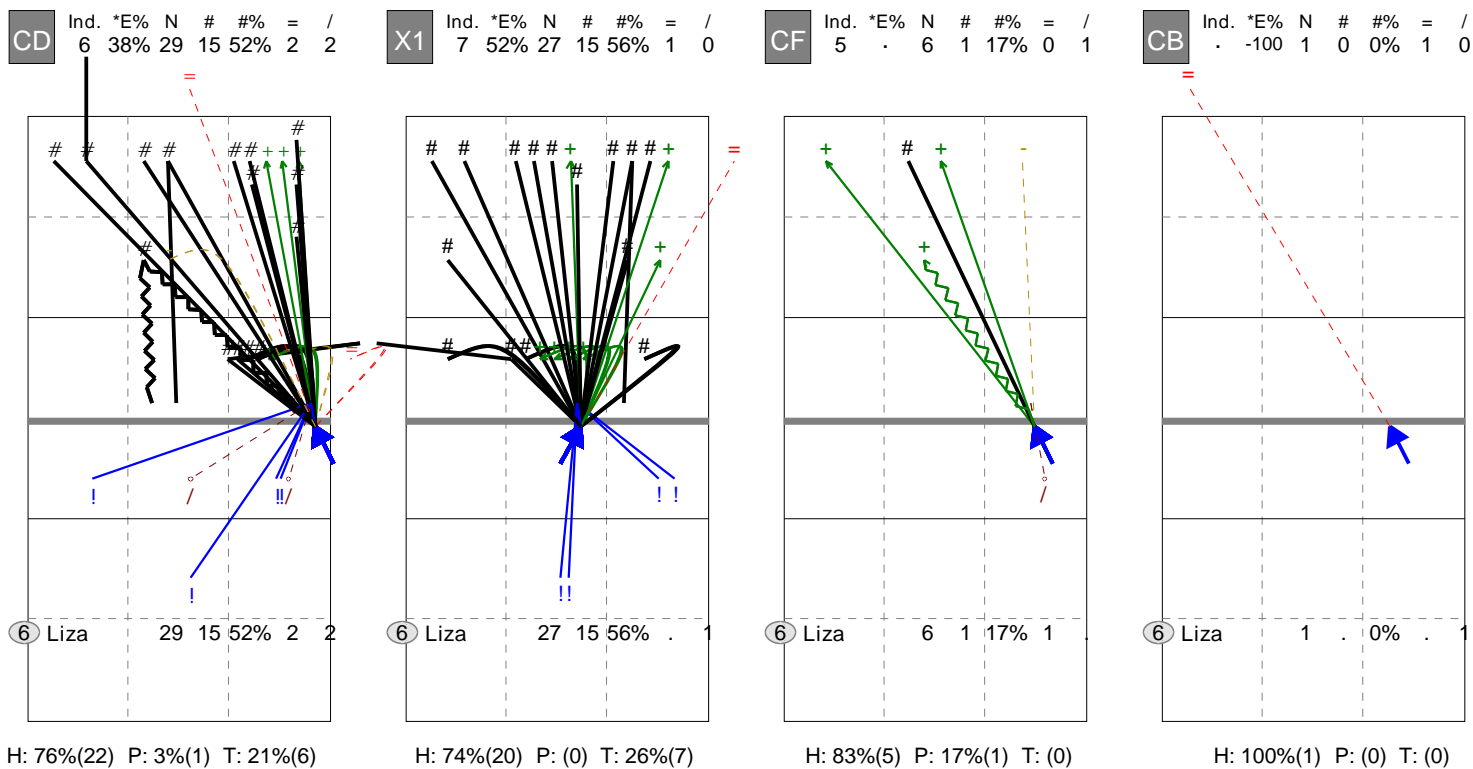 CD Ind. *E% N # #% = /
6 38% 29 15 52% 2 2
X1 Ind. *E% N # #% = /
7 52% 27 15 56% 1 0
CF Ind. *E% N # #% = /
5 . 6 1 17% 0 1
CB Ind. *E% N # #% = /
. -100 1 0 0% 1 0
6 Liza 29 15 52% 2 2
6 Liza 27 15 56% . 1
6 Liza 6 1 17% 1 .
6 Liza 1 . 0% . 1
H: 76%(22) P: 3%(1) T: 21%(6)
H: 74%(20) P: (0) T: 26%(7)
H: 83%(5) P: 17%(1) T: (0)
H: 100%(1) P: (0) T: (0)